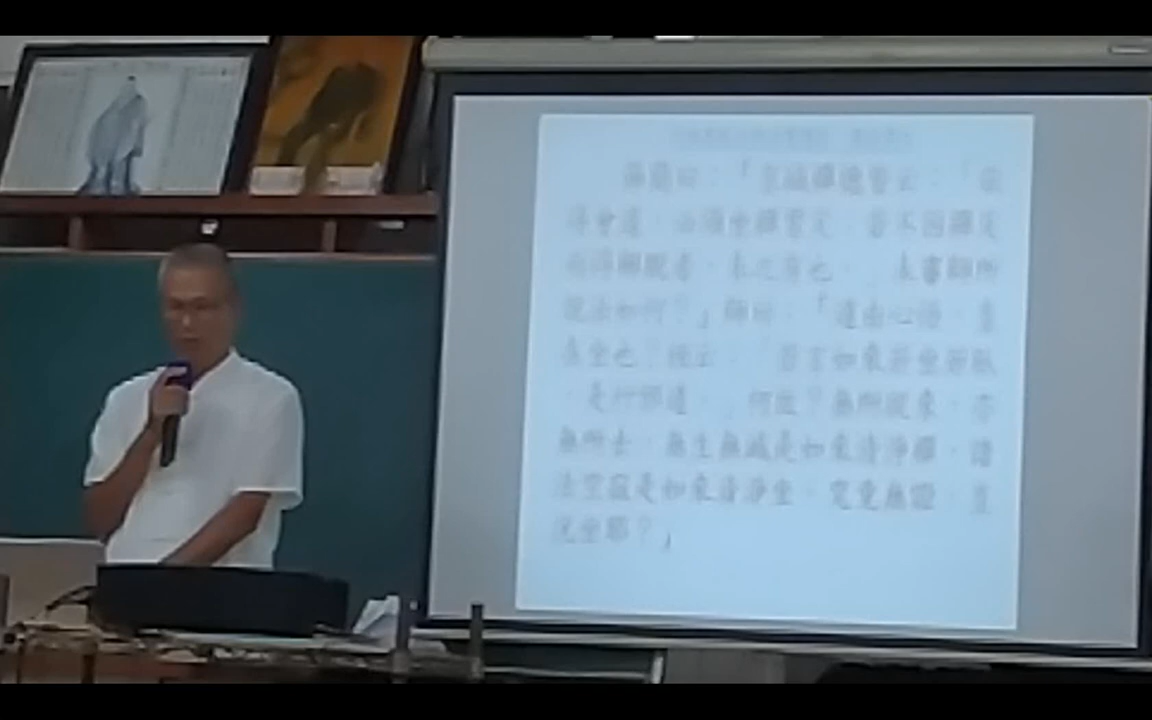 薛簡曰：「京城禪德皆云：『欲
得會道，必須坐禪習定，若不因禪定
而得解脫者，未之有也。』未審師所
說法如何？」師曰：「道由心悟，豈
在坐也？經云：『若言如來若坐若臥
，是行邪道。』何故？無所從來，亦
無所去，無生無滅是如來清淨禪，諸
法空寂是如來清淨坐，究竟無證，豈
況坐耶？」